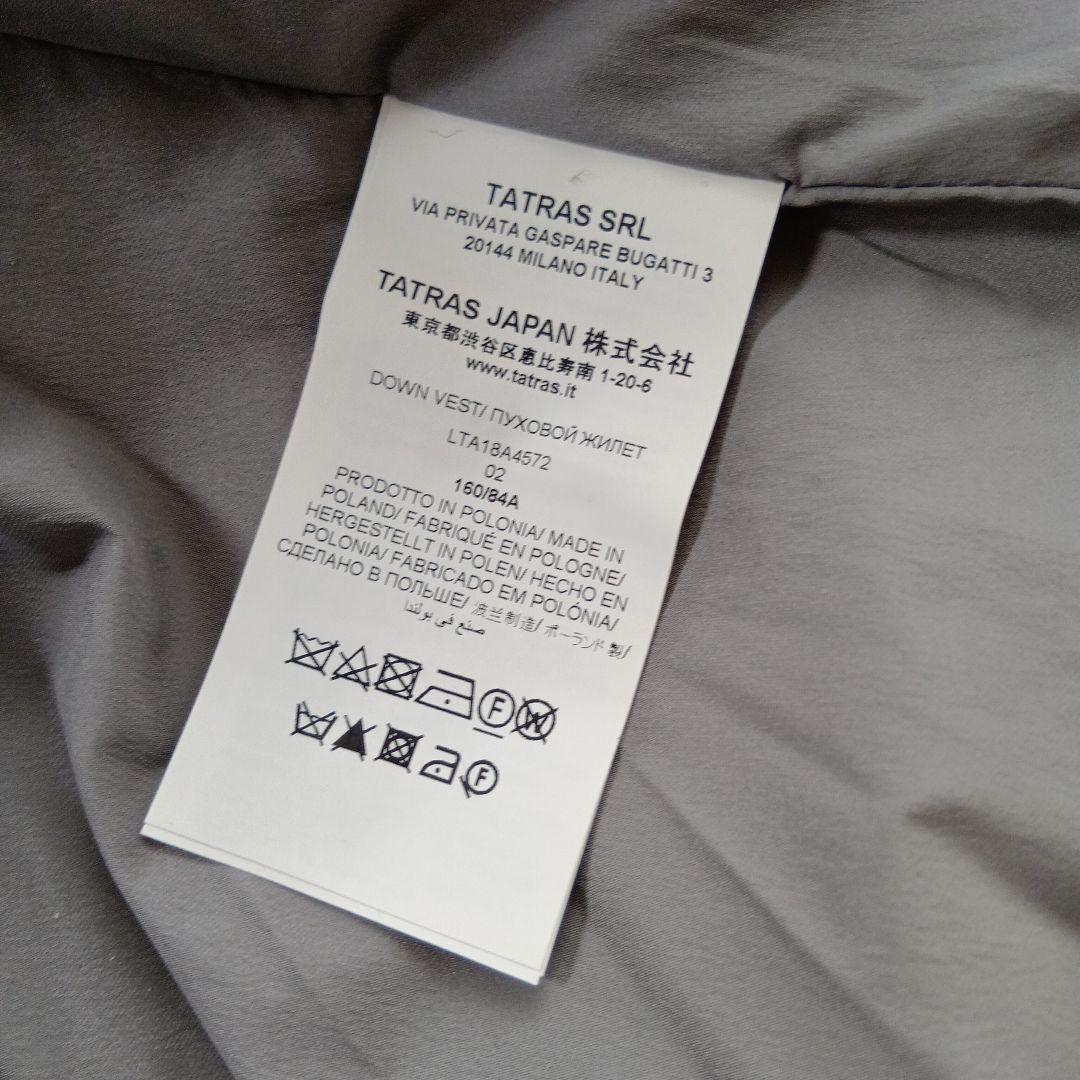 TATRAS SRL
VIA PRIVATA GASPARE BUGATTI 3
20144 MILANO ITALY
TATRAS JAPAN 株式会社
東京都渋谷区恵比寿南 1-20-6
www.tatras.it
DOWN VEST/ ПУХОВОЙ ЖИЛЕТ
LTA18A4572
02
160/84A
PRODOTTO IN POLONIA/ MADE IN
POLAND/ FABRIQUÉ EN POLOGNE/
HERGESTELLT IN POLEN/ HECHO EN
POLONIA/ FABRICADO EM POLÓNIA/
СДЕЛАНО В ПОЛЬШЕ/ 波兰制造/ ポーランド製/
صنع في بولندا
F W
F